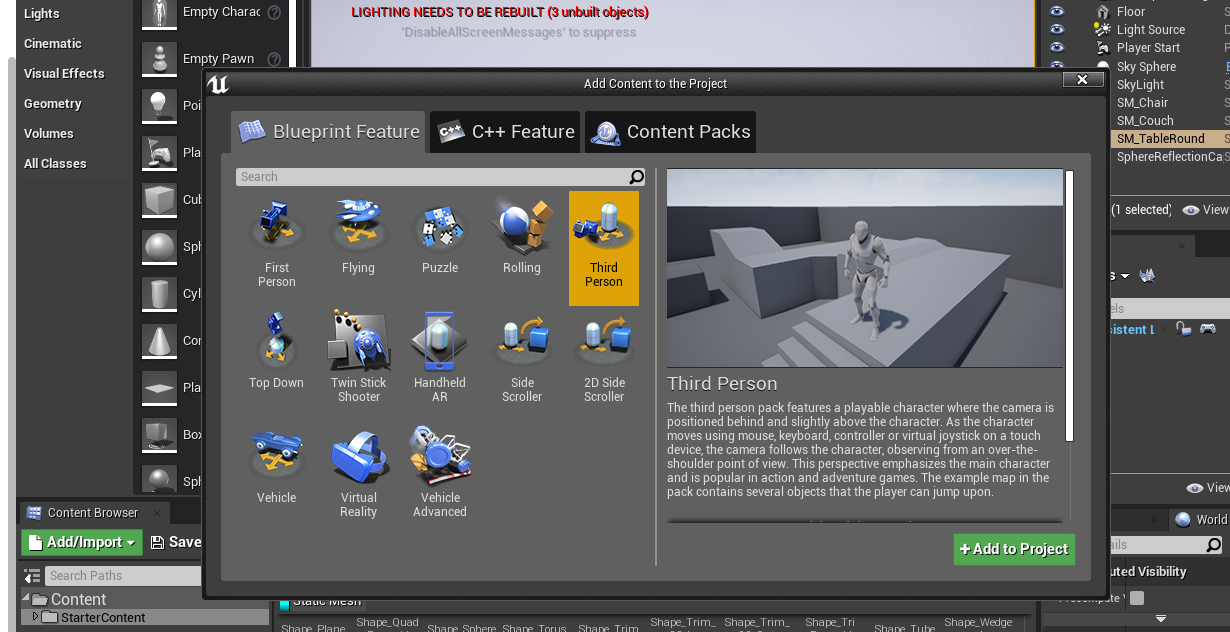 Lights
Cinematic
Visual Effects
Geometry
Volumes
All Classes
Empty Charac
Empty Pawn
Poi
Pla
Cub
Sph
Cyl
Con
Pla
Box
Sph
LIGHTING NEEDS TO BE REBUILT (3 unbuilt objects)
'DisableAllScreenMessages' to suppress
Floor
Light Source
Player Start
Sky Sphere
SkyLight
SM_Chair
SM_Couch
SM_TableRound
SphereReflectionCa
(1 selected)
View
Add Content to the Project
Blueprint Feature
C++ Feature
Content Packs
Search
First
Person
Flying
Puzzle
Rolling
Third
Person
Top Down
Twin Stick
Shooter
Handheld
AR
Side
Scroller
2D Side
Scroller
Vehicle
Virtual
Reality
Vehicle
Advanced
Third Person
The third person pack features a playable character where the camera is
positioned behind and slightly above the character. As the character
moves using mouse, keyboard, controller or virtual joystick on a touch
device, the camera follows the character, observing from an over-the-
shoulder point of view. This perspective emphasizes the main character
and is popular in action and adventure games. The example map in the
pack contains several objects that the player can jump upon.
+Add to Project
els
sistent L
View
World
ails
uted Visibility
Content Browser
Add/Import
Save
Search Paths
Content
StarterContent
Static Mesh
Shape_Plane
Shape_Quad
Shape_Sphere
Shape_Torus
Shape_Trim
Shape_Trim_
Shape_Trim_
Shape_Tri
Shape_Tube
Shape_Wedge